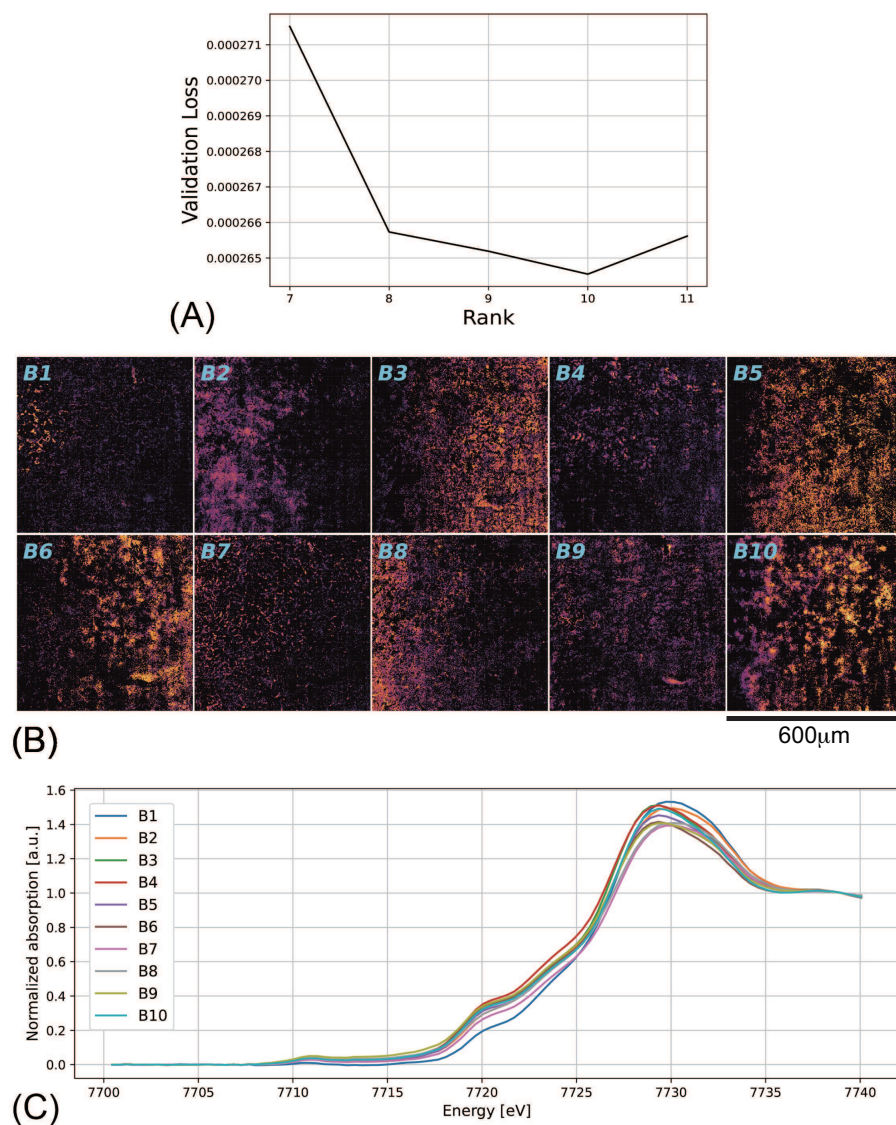 0.000271
0.000270
0.000269
0.000268
0.000267
0.000266
0.000265
Validation Loss
7 8 9 10 11
Rank
(A)
B1 B2 B3 B4 B5
B6 B7 B8 B9 B10
(B)
600μm
1.6
1.4
1.2
1.0
0.8
0.6
0.4
0.2
0.0
Normalized absorption [a.u.]
B1
B2
B3
B4
B5
B6
B7
B8
B9
B10
7700 7705 7710 7715 7720 7725 7730 7735 7740
Energy [eV]
(C)